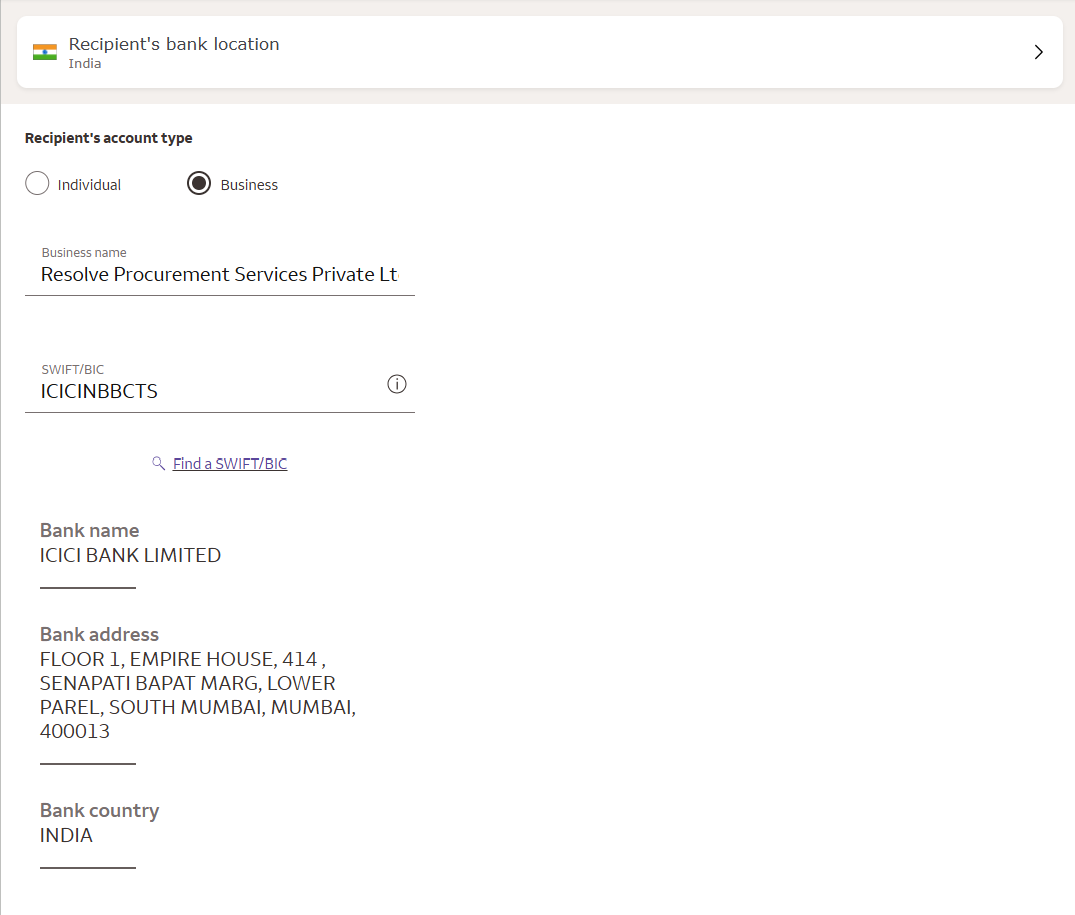 Recipient's bank location
India
Recipient's account type
Individual
Business
Business name
Resolve Procurement Services Private Lt
SWIFT/BIC
ICICINBBCTS
Find a SWIFT/BIC
Bank name
ICICI BANK LIMITED
Bank address
FLOOR 1, EMPIRE HOUSE, 414 ,
SENAPATI BAPAT MARG, LOWER
PAREL, SOUTH MUMBAI, MUMBAI,
400013
Bank country
INDIA